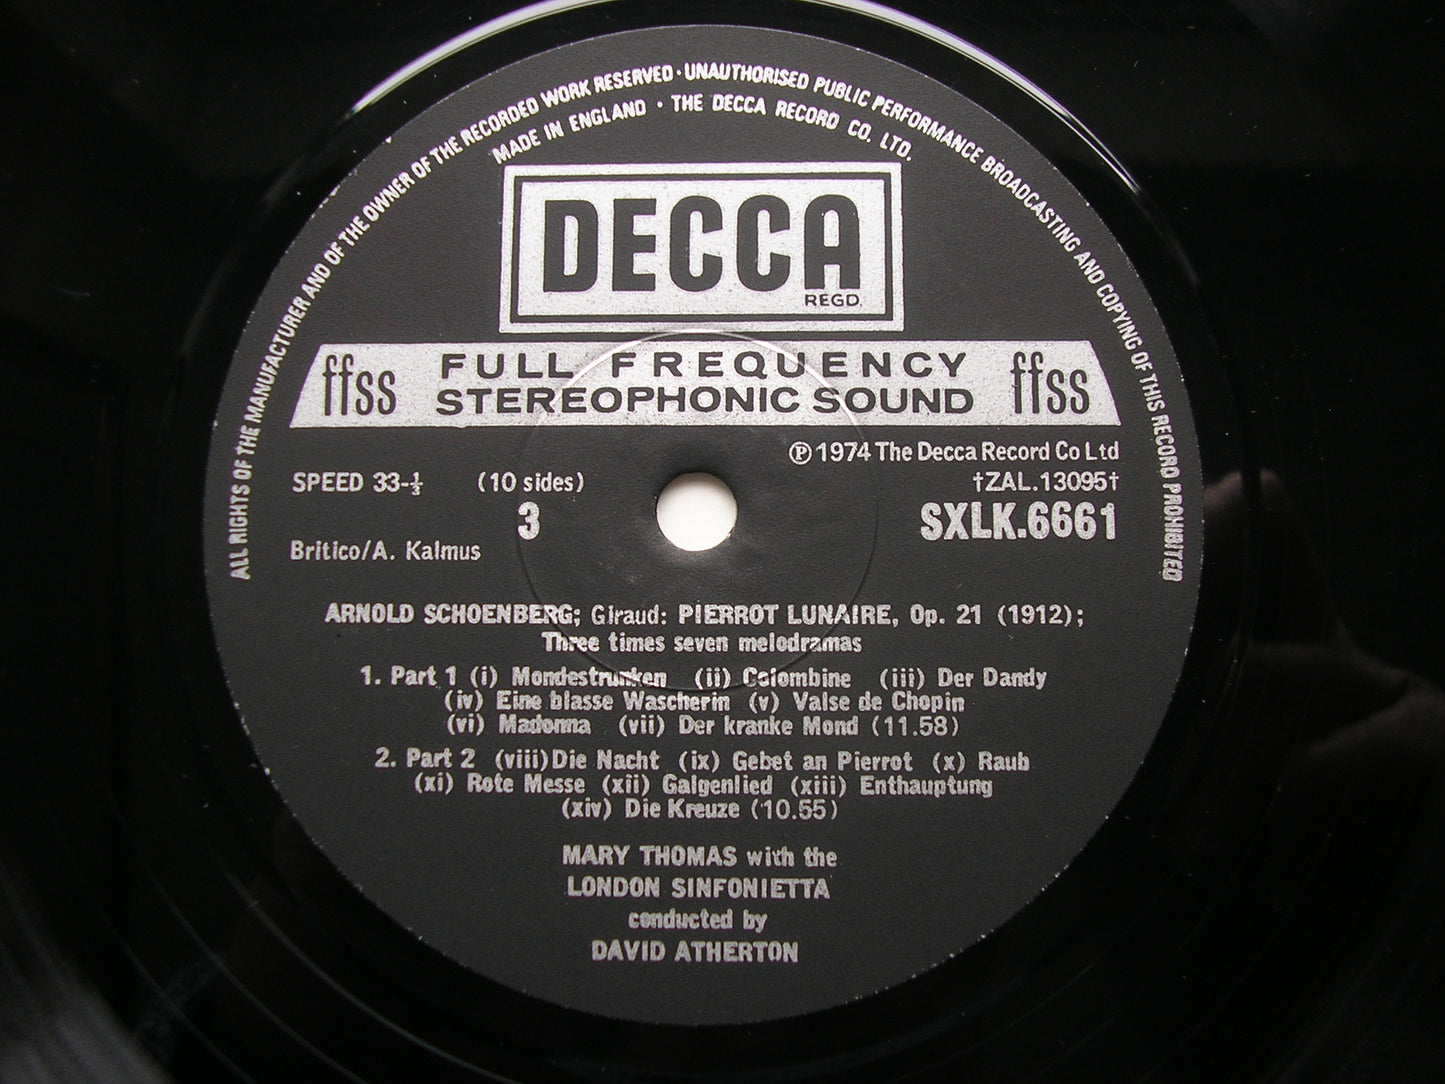 ALL RIGHTS OF THE MANUFACTURER AND OF THE OWNER OF THE RECORDED WORK RESERVED · UNAUTHORISED PUBLIC PERFORMANCE BROADCASTING AND COPYING OF THIS RECORD PROHIBITED
MADE IN ENGLAND · THE DECCA RECORD CO. LTD.
DECCA
REGD.
ffss FULL FREQUENCY STEREOPHONIC SOUND ffss
℗ 1974 The Decca Record Co Ltd
SPEED 33-⅓ (10 sides) †ZAL.13095†
3 SXLK.6661
Britico/A. Kalmus
ARNOLD SCHOENBERG; Giraud: PIERROT LUNAIRE, Op. 21 (1912);
Three times seven melodramas
1. Part 1 (i) Mondestrunken (ii) Colombine (iii) Der Dandy
(iv) Eine blasse Wascherin (v) Valse de Chopin
(vi) Madonna (vii) Der kranke Mond (11.58)
2. Part 2 (viii) Die Nacht (ix) Gebet an Pierrot (x) Raub
(xi) Rote Messe (xii) Galgenlied (xiii) Enthauptung
(xiv) Die Kreuze (10.55)
MARY THOMAS with the
LONDON SINFONIETTA
conducted by
DAVID ATHERTON